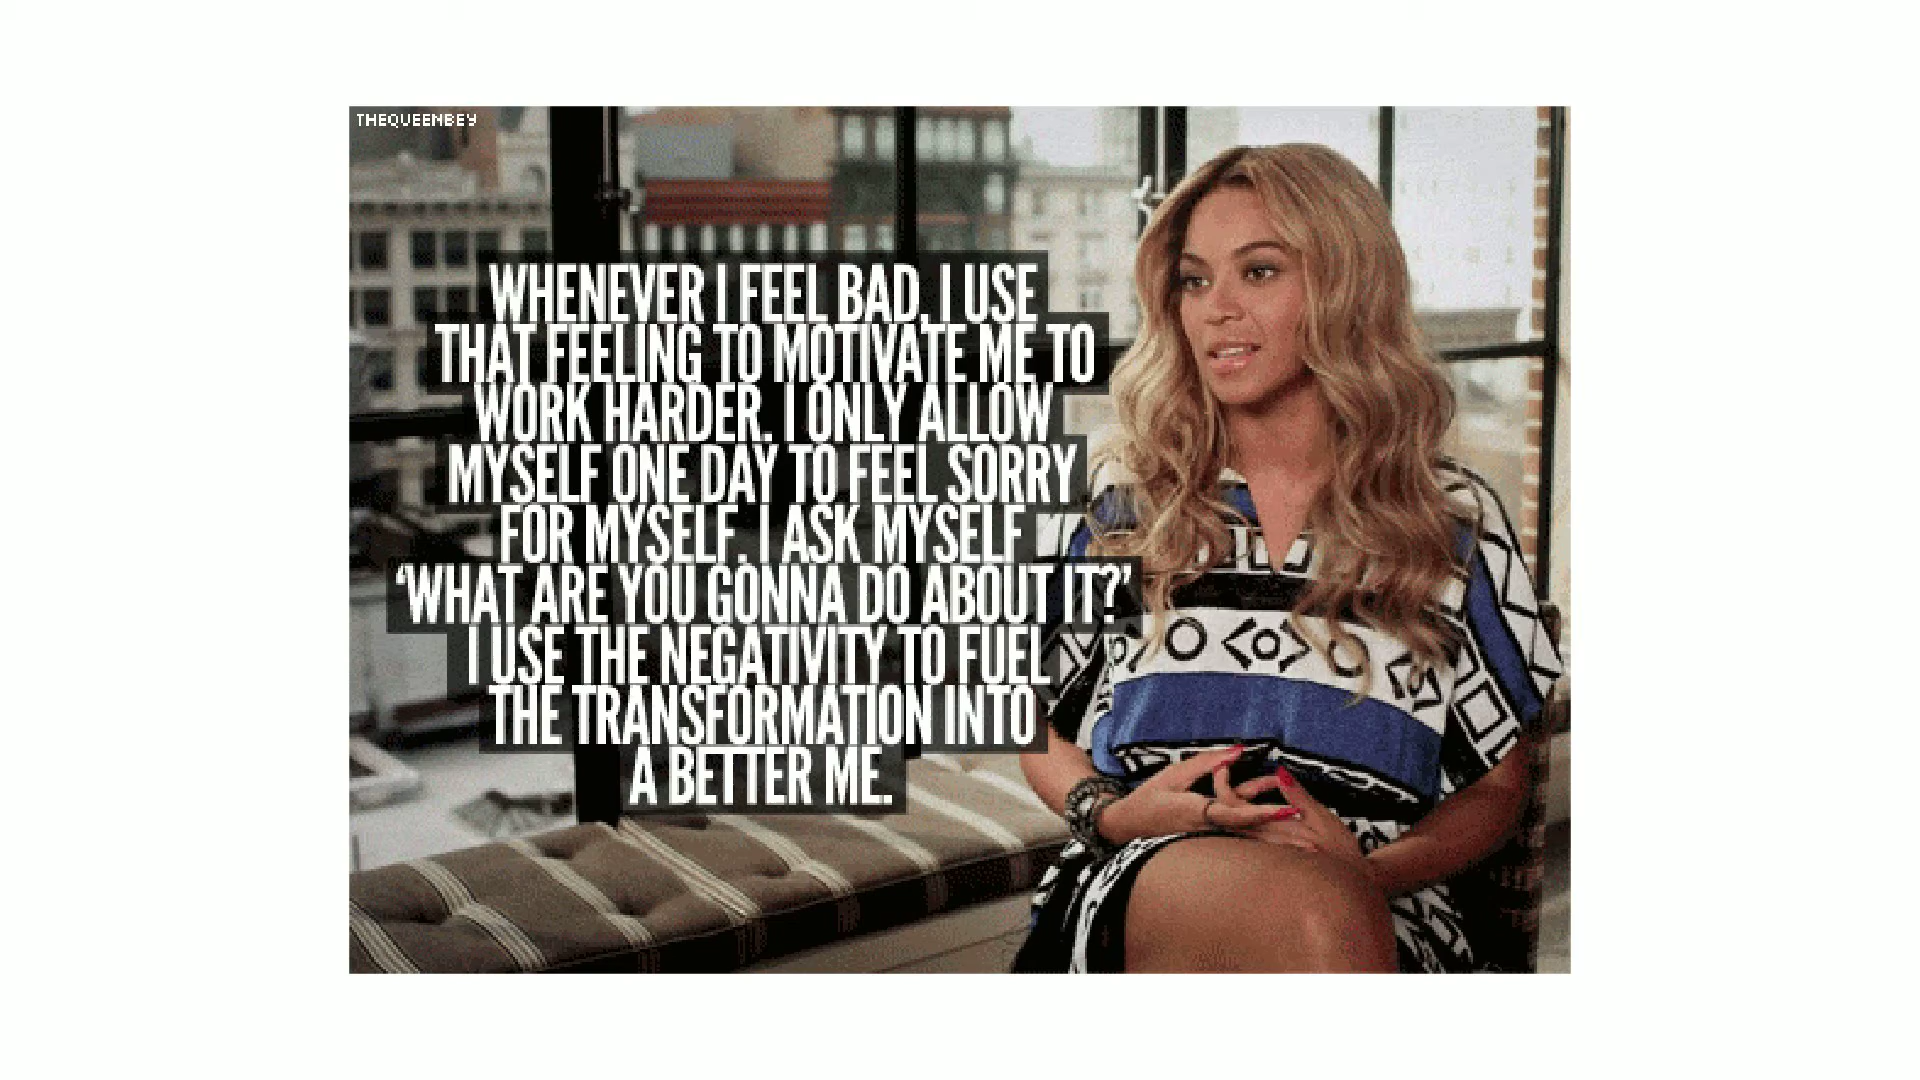 THEQUEENBEY
WHENEVER I FEEL BAD, I USE
THAT FEELING TO MOTIVATE ME TO
WORK HARDER. I ONLY ALLOW
MYSELF ONE DAY TO FEEL SORRY
FOR MYSELF. I ASK MYSELF
‘WHAT ARE YOU GONNA DO ABOUT IT?’
I USE THE NEGATIVITY TO FUEL
THE TRANSFORMATION INTO
A BETTER ME.